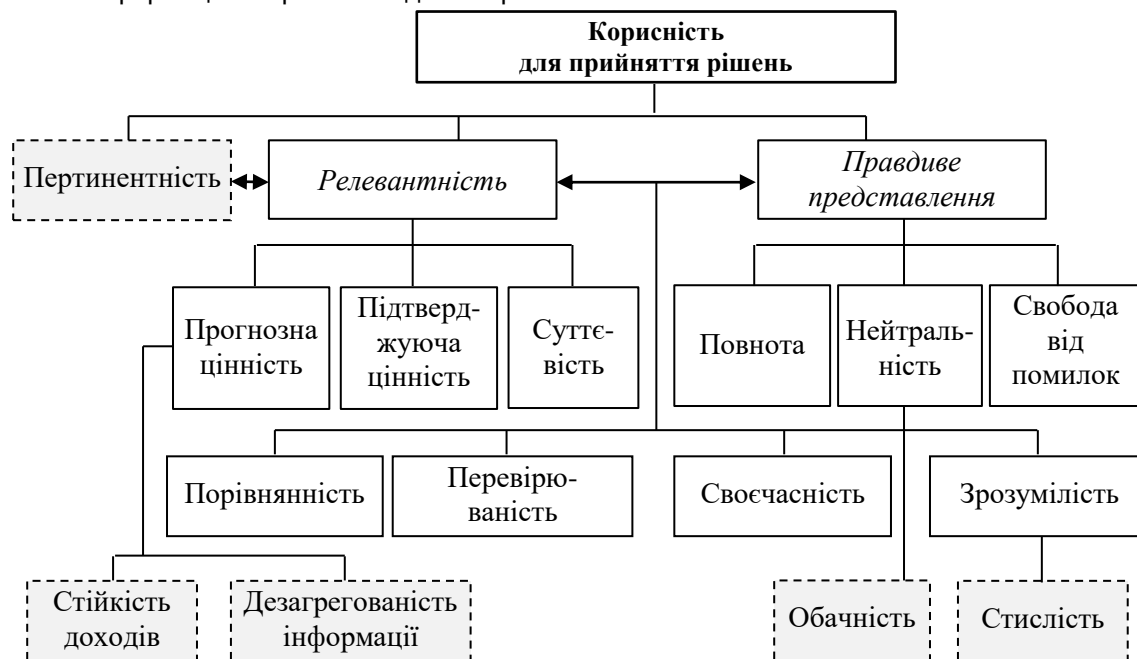 Корисність
для прийняття рішень
Пертинентність
Релевантність
Правдиве
представлення
Прогнозна
цінність
Підтверд-
жуюча
цінність
Суттє-
вість
Повнота
Нейтраль-
ність
Свобода
від
помилок
Порівнянність
Перевірю-
ваність
Своєчасність
Зрозумілість
Стійкість
доходів
Дезагрегованість
інформації
Обачність
Стислість